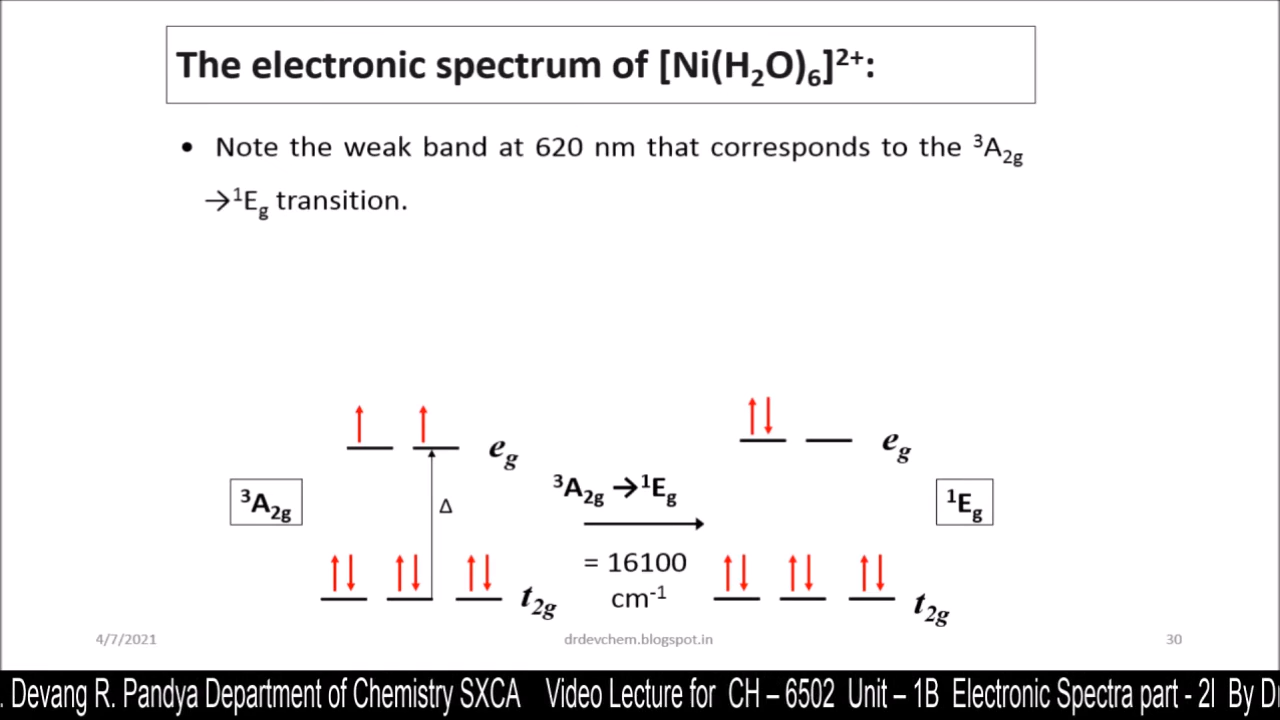 The electronic spectrum of [Ni(H₂O)₆]²⁺:
• Note the weak band at 620 nm that corresponds to the ³A₂g
→¹Eg transition.
eg
eg
³A₂g
³A₂g →¹Eg
¹Eg
Δ
= 16100
cm⁻¹
t₂g
t₂g
4/7/2021
drdevchem.blogspot.in
30
. Devang R. Pandya Department of Chemistry SXCA Video Lecture for CH – 6502 Unit – 1B Electronic Spectra part - 2I By